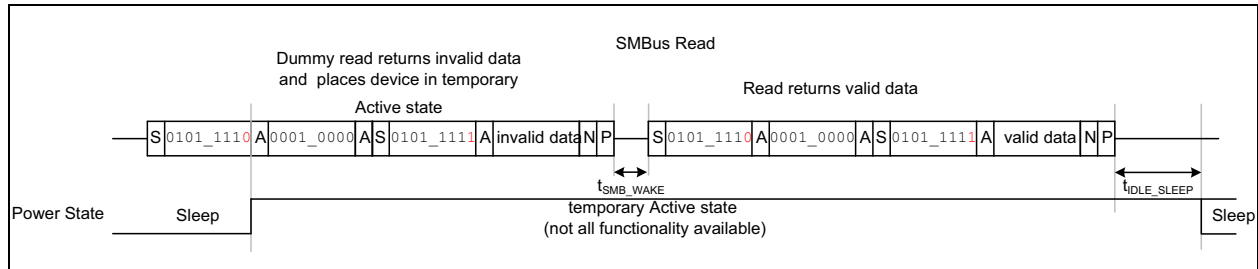 SMBus Read
Dummy read returns invalid data
and places device in temporary
Active state
Read returns valid data
S 0101_1110 A 0001_0000 A S 0101_1111 A invalid data N P S 0101_1110 A 0001_0000 A S 0101_1111 A valid data N P
tSMB_WAKE
tIDLE_SLEEP
Power State
Sleep
temporary Active state
(not all functionality available)
Sleep